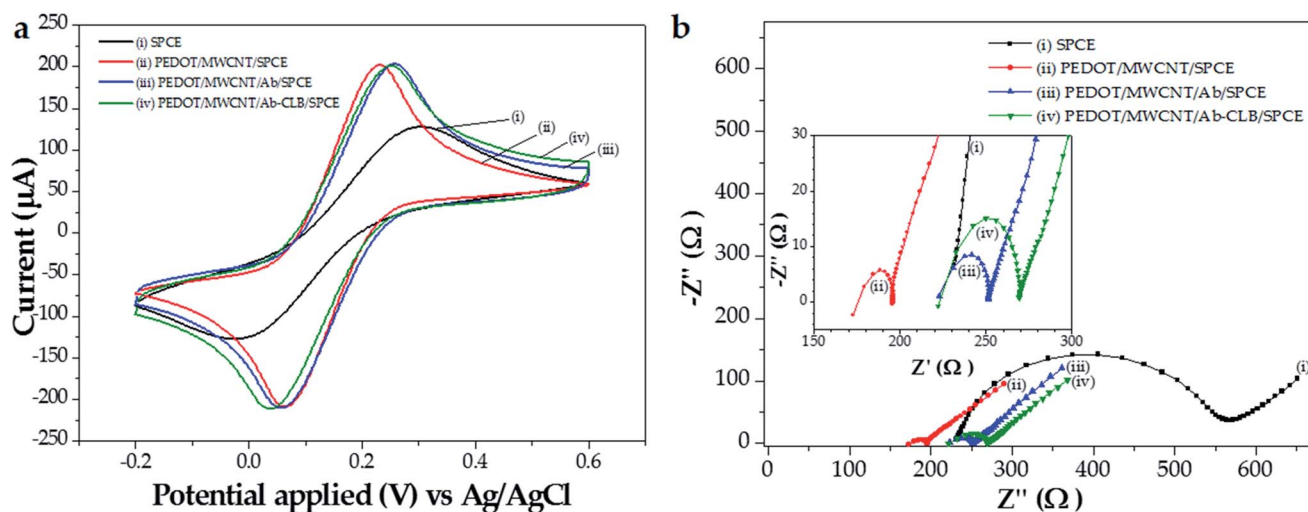 a
(i) SPCE
(ii) PEDOT/MWCNT/SPCE
(iii) PEDOT/MWCNT/Ab/SPCE
(iv) PEDOT/MWCNT/Ab-CLB/SPCE
250
200
150
100
50
0
-50
-100
-150
-200
-250
Current (µA)
(i)
(ii)
(iv)
(iii)
-0.2 0.0 0.2 0.4 0.6
Potential applied (V) vs Ag/AgCl
b
(i) SPCE
(ii) PEDOT/MWCNT/SPCE
(iii) PEDOT/MWCNT/Ab/SPCE
(iv) PEDOT/MWCNT/Ab-CLB/SPCE
600
500
400
300
200
100
0
-Z'' (Ω)
30
20
10
0
-Z'' (Ω)
(i)
(iv)
(ii)
(iii)
150 200 250 300
Z' (Ω)
(iii)
(i)
(ii)
(iv)
0 100 200 300 400 500 600
Z'' (Ω)